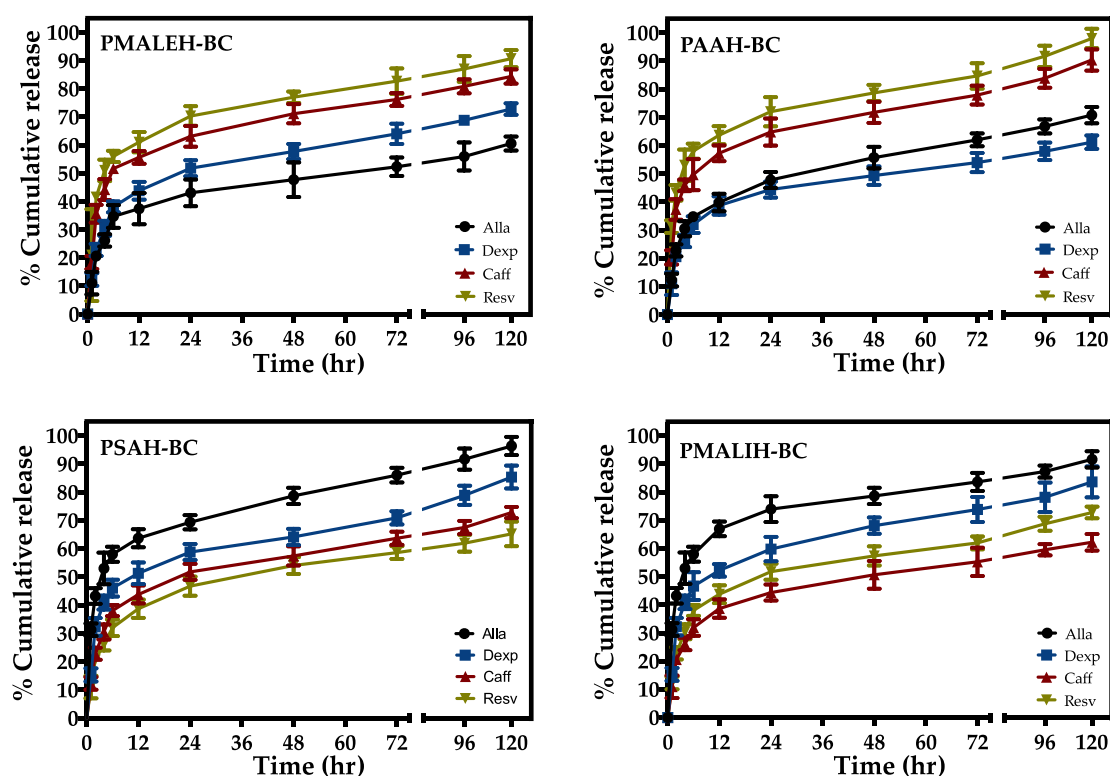 PMALEH-BC
% Cumulative release
100
90
80
70
60
50
40
30
20
10
0
Alla
Dexp
Caff
Resv
0 12 24 36 48 60 72 96 120
Time (hr)
PAAH-BC
% Cumulative release
100
90
80
70
60
50
40
30
20
10
0
Alla
Dexp
Caff
Resv
0 12 24 36 48 60 72 96 120
Time (hr)
PSAH-BC
% Cumulative release
100
90
80
70
60
50
40
30
20
10
0
Alla
Dexp
Caff
Resv
0 12 24 36 48 60 72 96 120
Time (hr)
PMALIH-BC
% Cumulative release
100
90
80
70
60
50
40
30
20
10
0
Alla
Dexp
Caff
Resv
0 12 24 36 48 60 72 96 120
Time (hr)